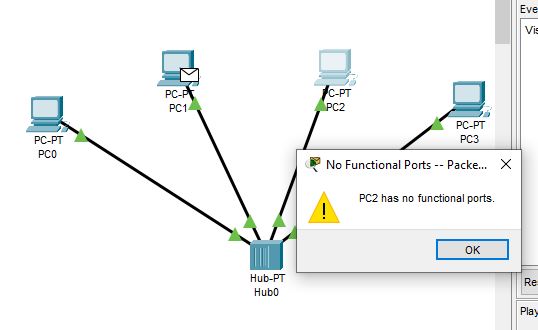 Eve
Vis
PC-PT
PC1
PC-PT
PC2
PC-PT
PC0
PC-PT
PC3
No Functional Ports -- Packe...
PC2 has no functional ports.
OK
Hub-PT
Hub0
Re
Play